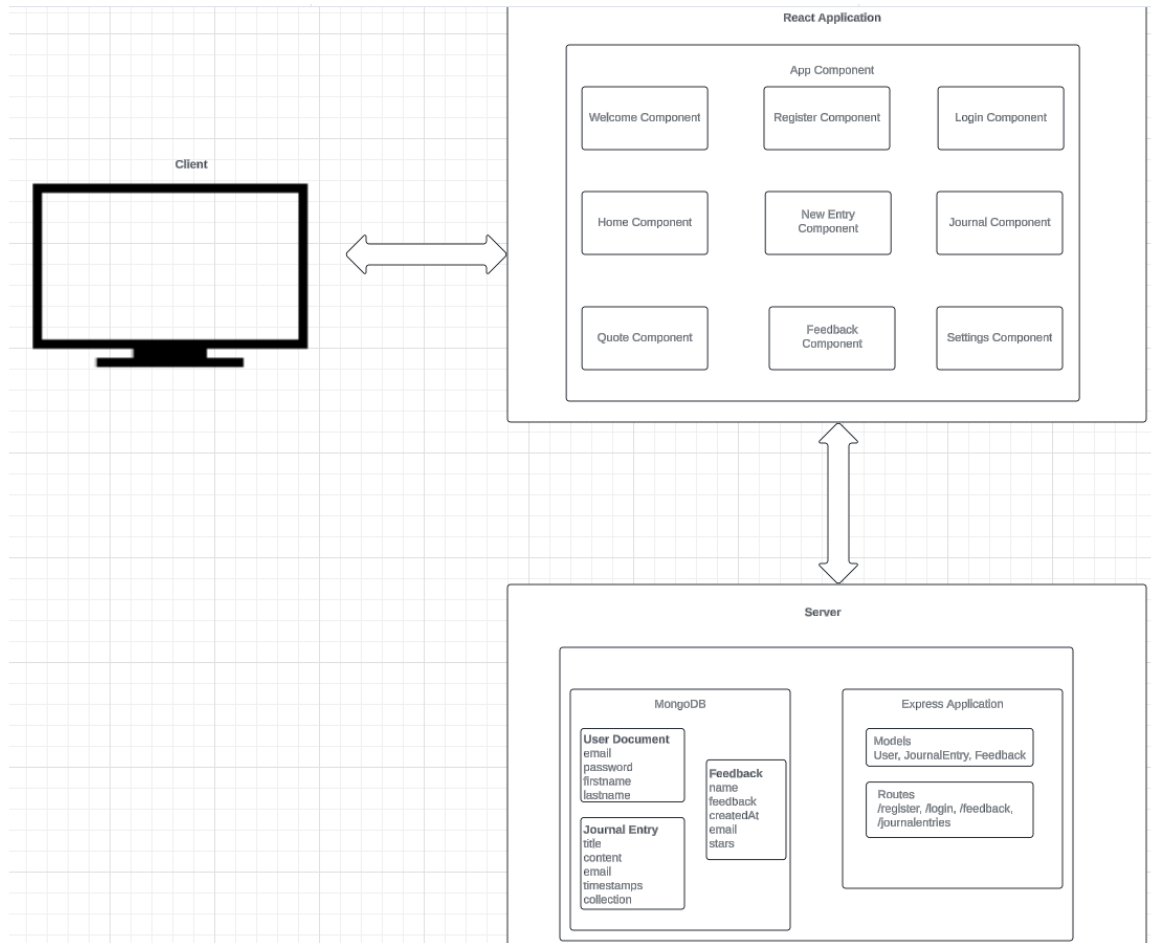 React Application
App Component
Welcome Component
Register Component
Login Component
Client
Home Component
New Entry
Component
Journal Component
Quote Component
Feedback
Component
Settings Component
Server
MongoDB
User Document
email
password
firstname
lastname
Journal Entry
title
content
email
timestamps
collection
Feedback
name
feedback
createdAt
email
stars
Express Application
Models
User, JournalEntry, Feedback
Routes
/register, /login, /feedback,
/journalentries